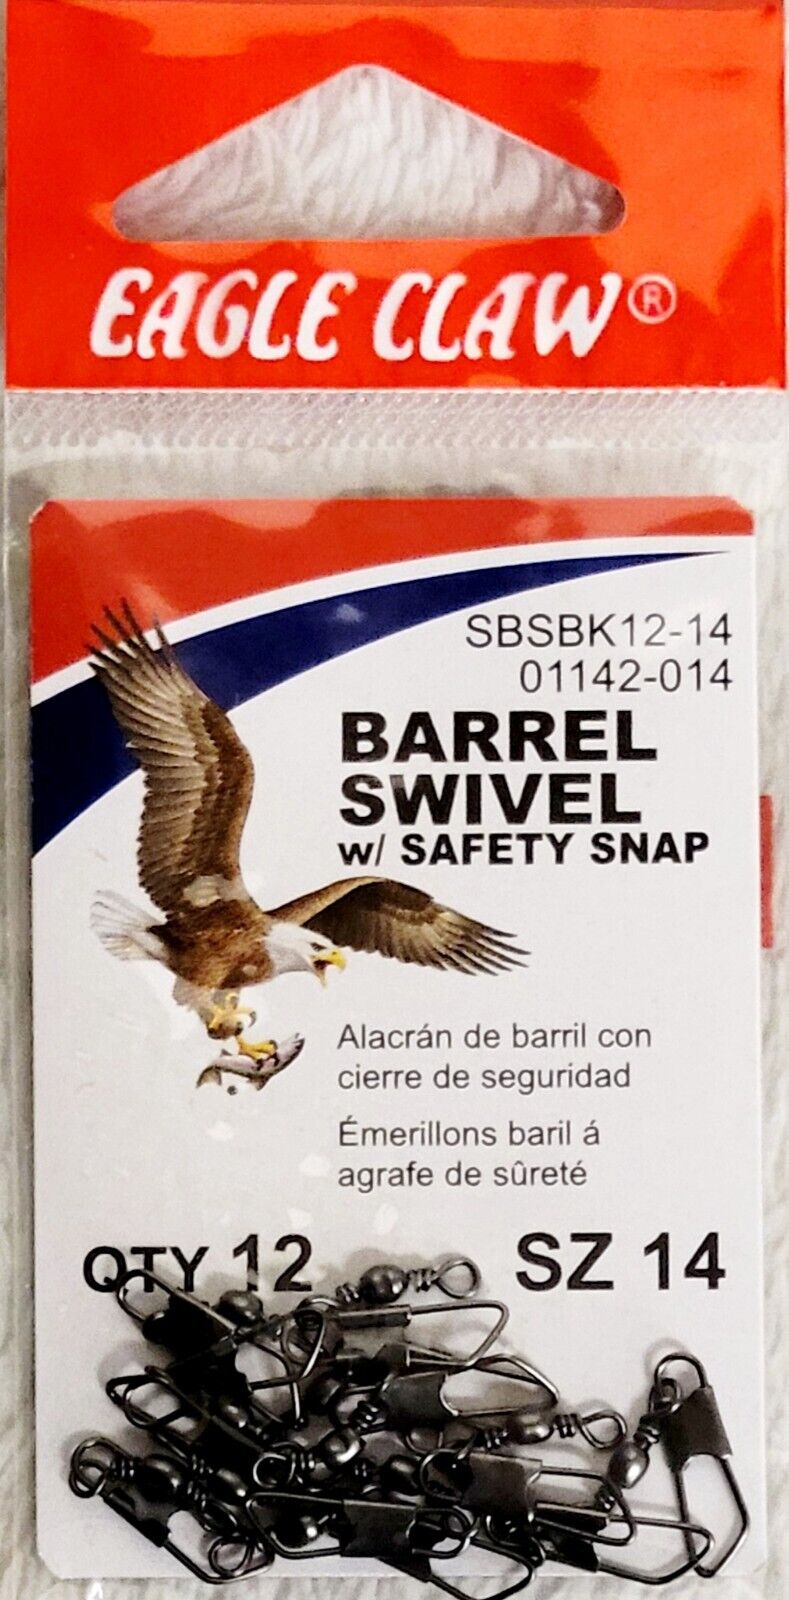 EAGLE CLAW®
SBSBK12-14
01142-014
BARREL
SWIVEL
w/ SAFETY SNAP
Alacrán de barril con
cierre de seguridad
Émerillons baril á
agrafe de sûreté
QTY 12
SZ 14